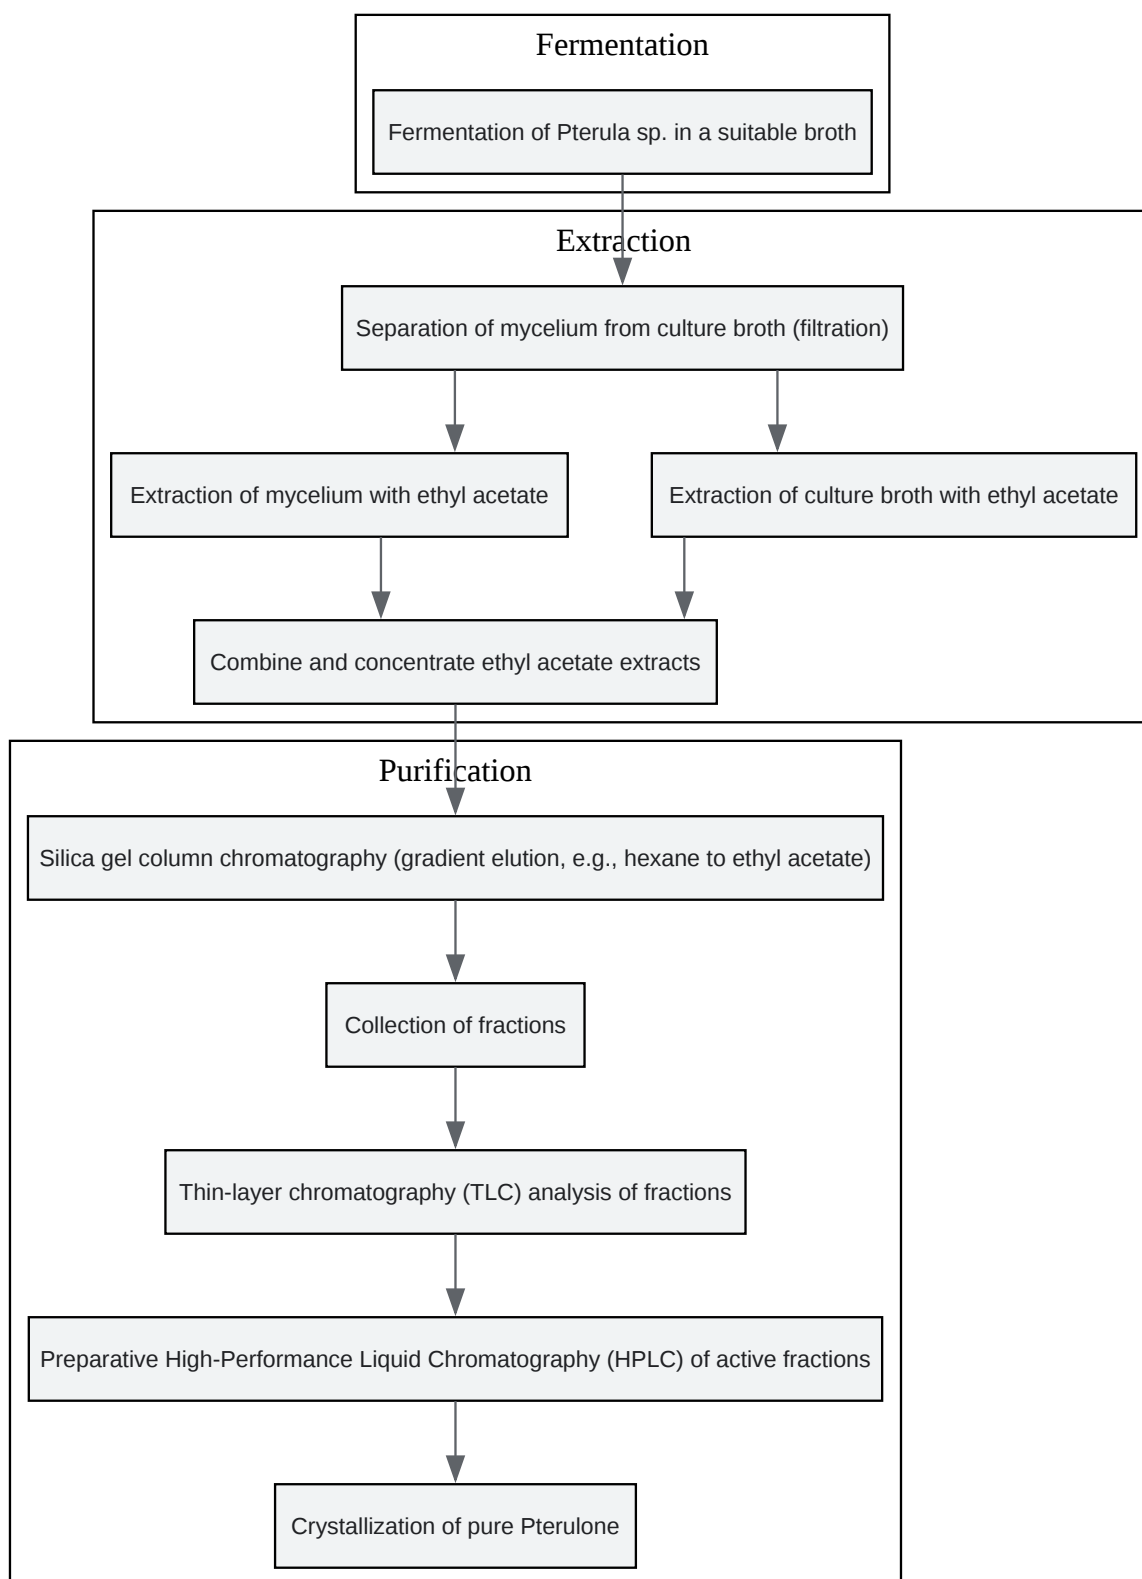 Fermentation
Fermentation of Pterula sp. in a suitable broth
Extraction
Separation of mycelium from culture broth (filtration)
Extraction of mycelium with ethyl acetate
Extraction of culture broth with ethyl acetate
Combine and concentrate ethyl acetate extracts
Purification
Silica gel column chromatography (gradient elution, e.g., hexane to ethyl acetate)
Collection of fractions
Thin-layer chromatography (TLC) analysis of fractions
Preparative High-Performance Liquid Chromatography (HPLC) of active fractions
Crystallization of pure Pterulone